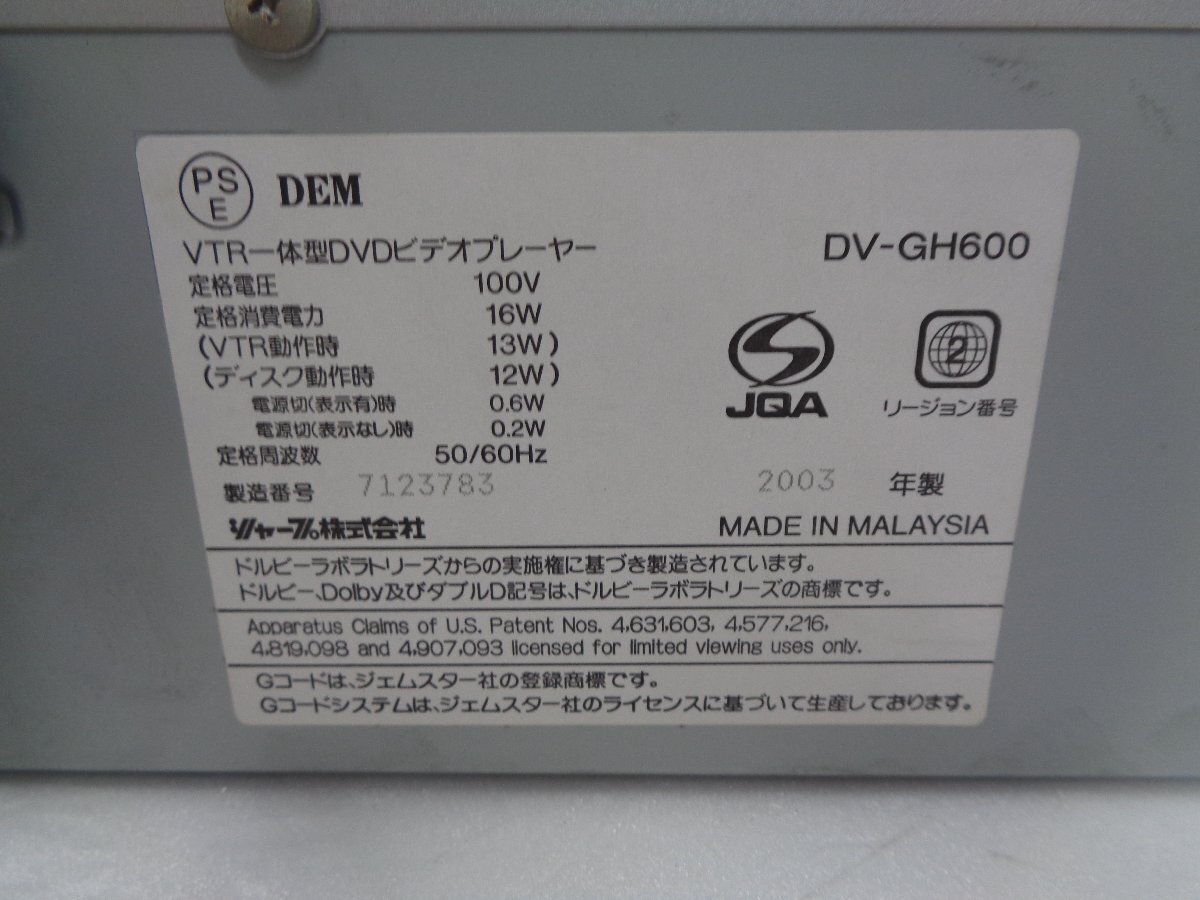 PS
E
DEM
VTR一体型DVDビデオプレーヤー
DV-GH600
定格電圧 100V
定格消費電力 16W
(VTR動作時 13W)
(ディスク動作時 12W)
電源切(表示有)時 0.6W
電源切(表示なし)時 0.2W
定格周波数 50/60Hz
JQA
2
リージョン番号
製造番号 7123783
2003 年製
シャープ株式会社
MADE IN MALAYSIA
ドルビーラボラトリーズからの実施権に基づき製造されています。
ドルビー、Dolby及びダブルD記号は、ドルビーラボラトリーズの商標です。
Apparatus Claims of U.S. Patent Nos. 4,631,603, 4,577,216,
4,819,098 and 4,907,093 licensed for limited viewing uses only.
Gコードは、ジェムスター社の登録商標です。
Gコードシステムは、ジェムスター社のライセンスに基づいて生産しております。